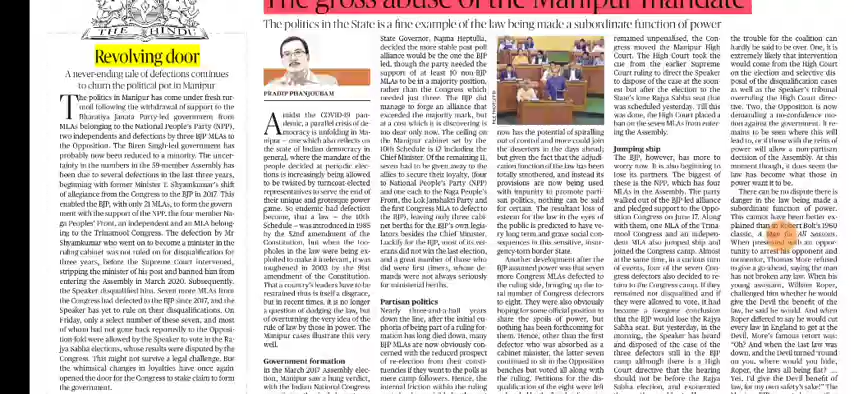 The gross abuse of the Manipur mandate
The politics in the State is a fine example of the law being made a subordinate function of power
THE HINDU
Revolving door
A never-ending tale of defections continues
to churn the political pot in Manipur
The politics in Manipur has come under fresh tur-
moil following the withdrawal of support to the
Bharatiya Janata Party-led government from
MLAs belonging to the National People's Party (NPP),
two independents and defections by three BJP MLAs to
the Opposition. The Biren Singh-led government has
probably now been reduced to a minority. The uncer-
tainty in the numbers in the 59-member Assembly has
been due to several defections in the last three years,
beginning with former Minister T. Shyamkumar's shift
of allegiance from the Congress to the BJP in 2017. This
enabled the BJP, with only 21 MLAs, to form the govern-
ment with the support of the NPP, the four member Na-
ga Peoples' Front, an independent and an MLA belong-
ing to the Trinamool Congress. The defection by Mr
Shyamkumar who went on to become a minister in the
ruling cabinet was not ruled on for disqualification for
three years, before the Supreme Court intervened,
stripping the minister of his post and banned him from
entering the Assembly in March 2020. Subsequently,
the Speaker disqualified him. Seven more MLAs from
the Congress had defected to the BJP since 2017, and the
Speaker has yet to rule on their disqualifications. On
Friday, only a select number of these seven, and most
of whom had not gone back reportedly to the Opposi-
tion fold were allowed by the Speaker to vote in the Ra-
jya Sabha elections, whose results were disputed by the
Congress. This might not survive a legal challenge. But
the whimsical changes in loyalties have once again
opened the door for the Congress to stake claim to form
the government.
PRADIP PHANJOUBAM
Amidst the COVID-19 pan-
demic, a parallel crisis of de-
mocracy is unfolding in Ma-
nipur – one which also reflects on
the state of Indian democracy in
general, where the mandate of the
people decided at periodic elec-
tions is increasingly being allowed
to be twisted by turncoat elected
representatives to serve the end of
their unique and grotesque power
game. So endemic had defection
become, that a law – the 10th
Schedule – was introduced in 1985
by the 52nd amendment of the
Constitution, but when the loo-
pholes in the law were being ex-
ploited to make it irrelevant, it was
toughened in 2003 by the 91st
amendment of the Constitution.
That a country's leaders have to be
restrained thus is itself a disgrace,
but in recent times, it is no longer
a question of dodging the law, but
of overturning the very idea of the
rule of law by those in power. The
Manipur cases illustrate this very
well.
Government formation
In the March 2017 Assembly elec-
tion, Manipur saw a hung verdict,
with the Indian National Congress
State Governor, Najma Heptulla,
decided the more stable post poll
alliance would be the one the BJP
led, though the party needed the
support of at least 10 non-BJP
MLAs to be in a majority position,
rather than the Congress which
needed just three. The BJP did
manage to forge an alliance that
exceeded the majority mark, but
at a cost which it is discovering is
too dear only now. The ceiling on
the Manipur cabinet set by the
10th Schedule is 12 including the
Chief Minister. Of the remaining 11,
seven had to be given away to the
allies to secure their loyalty, (four
to National People's Party (NPP)
and one each to the Naga People's
Front, the Lok Janshakti Party and
the first Congress MLA to defect to
the BJP), leaving only three cabi-
net berths for the BJP's own legis-
lators besides the Chief Minister.
Luckily for the BJP, most of its vet-
erans did not win the last election,
and a great number of those who
did were first timers, whose de-
mands were not always seriously
for ministerial berths.
Partisan politics
Nearly three-and-a-half years
down the line, after the initial eu-
phoria of being part of a ruling for-
mation has long died down, many
BJP MLAs are now obviously con-
cerned with the reduced prospect
of re-election from their consti-
tuencies if they went to the polls as
mere camp followers. Hence, the
internal friction within the ruling
now has the potential of spiralling
out of control and more could join
the deserters in the days ahead;
but given the fact that the adjudi-
cation function of the law has been
totally smothered, and instead its
provisions are now being used
with impunity to promote parti-
san politics, nothing can be said
for certain. The resultant loss of
esteem for the law in the eyes of
the public is predicted to have ve-
ry long term and grave social con-
sequences in this sensitive, insur-
gency-torn border State.
Another development after the
BJP assumed power was that seven
more Congress MLAs defected to
the ruling side, bringing up the to-
tal number of Congress defectors
to eight. They were also obviously
hoping for some official position to
share the spoils of power, but
nothing has been forthcoming for
them. Hence, other than the first
defector who was absorbed as a
cabinet minister, the latter seven
continued to sit in the Opposition
benches but voted all along with
the ruling. Petitions for the dis-
qualification of the eight were left
remained unpenalised, the Con-
gress moved the Manipur High
Court. The High Court took the
cue from the earlier Supreme
Court ruling to direct the Speaker
to dispose of the case at the soon-
est but after the election to the
State's lone Rajya Sabha seat that
was scheduled yesterday. Till this
was done, the High Court placed a
ban on the seven MLAs from enter-
ing the Assembly.
Jumping ship
The BJP, however, has more to
worry now. It is also beginning to
lose its partners. The biggest of
these is the NPP, which has four
MLAs in the Assembly. The party
walked out of the BJP-led alliance
and pledged support to the Oppo-
sition Congress on June 17. Along
with them, one MLA of the Trina-
mool Congress and an indepen-
dent MLA also jumped ship and
joined the Congress camp. Almost
at the same time, in a curious turn
of events, four of the seven Con-
gress defectors also decided to re-
turn to the Congress camp. If they
remained not disqualified and if
they were allowed to vote, it had
become a foregone conclusion
that the BJP would lose the Rajya
Sabha seat. But yesterday, in the
morning, the Speaker has heard
and disposed of the case of the
three defectors still in the BJP
camp although there is a High
Court directive that the hearing
should not be before the Rajya
Sabha election, and exonerated
the trouble for the coalition can
hardly be said to be over. One, it is
extremely likely that intervention
would come from the High Court
on the election and selective dis-
posal of the disqualification cases
as well as the Speaker's tribunal
overruling the High Court direc-
tive. Two, the Opposition is now
demanding a no-confidence mo-
tion against the government. It re-
mains to be seen where this will
lead to, or if those with the reins of
power will allow a non-partisan
decision of the Assembly. At this
moment though, it does seem the
law has become what those in
power want it to be.
There can be no dispute there is
danger in the law being made a
subordinate function of power.
This cannot have been better ex-
plained than in Robert Bolt's 1960
classic, A Man for All Seasons.
When presented with an oppor-
tunity to arrest his opponent and
tormentor, Thomas More refused
to give a go-ahead, saying the man
has not broken any law. When his
young assistant, William Roper,
challenged him whether he would
give the Devil the benefit of the
law, he said he would. And when
Roper differed to say he would cut
every law in England to get at the
Devil, More's famous retort was:
"Oh? And when the last law was
down, and the Devil turned 'round
on you, where would you hide,
Roper, the laws all being flat? ....
Yes, I'd give the Devil benefit of
law, for my own safety's sake!" The